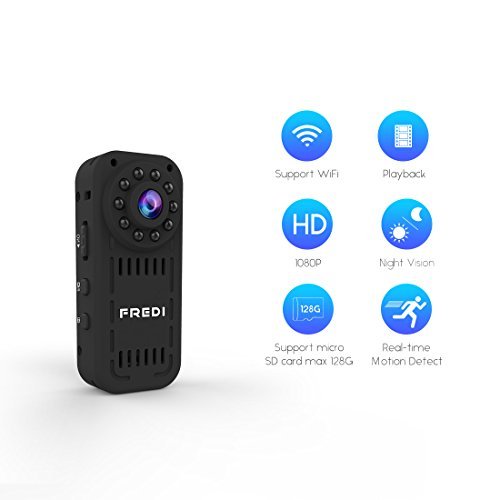 FREDI
Support WiFi
Playback
HD
1080P
Night Vision
128G
Support micro
SD card max 128G
Real-time
Motion Detect